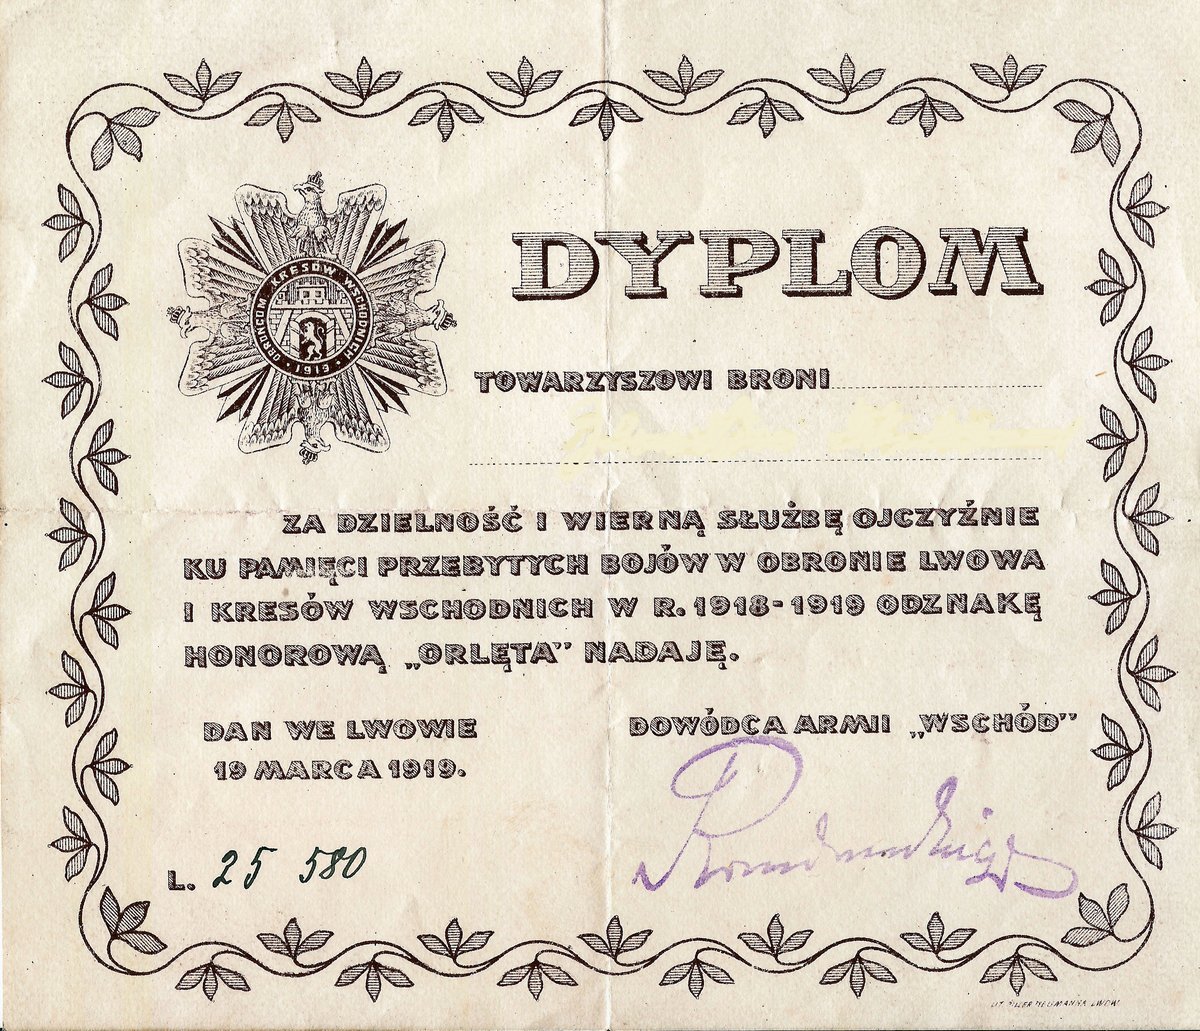 DYPLOM
OBROŃCOM KRESÓW WSCHODNICH
1919
TOWARZYSZOWI BRONI
ZA DZIELNOŚĆ I WIERNĄ SŁUŻBĘ OJCZYŹNIE
KU PAMIĘCI PRZEBYTYCH BOJÓW W OBRONIE LWOWA
I KRESÓW WSCHODNICH W R. 1918-1919 ODZNAKĘ
HONOROWĄ „ORLĘTA” NADAJĘ.
DAN WE LWOWIE
19 MARCA 1919.
DOWÓDCA ARMII „WSCHÓD”
L. 25 580
LWÓW